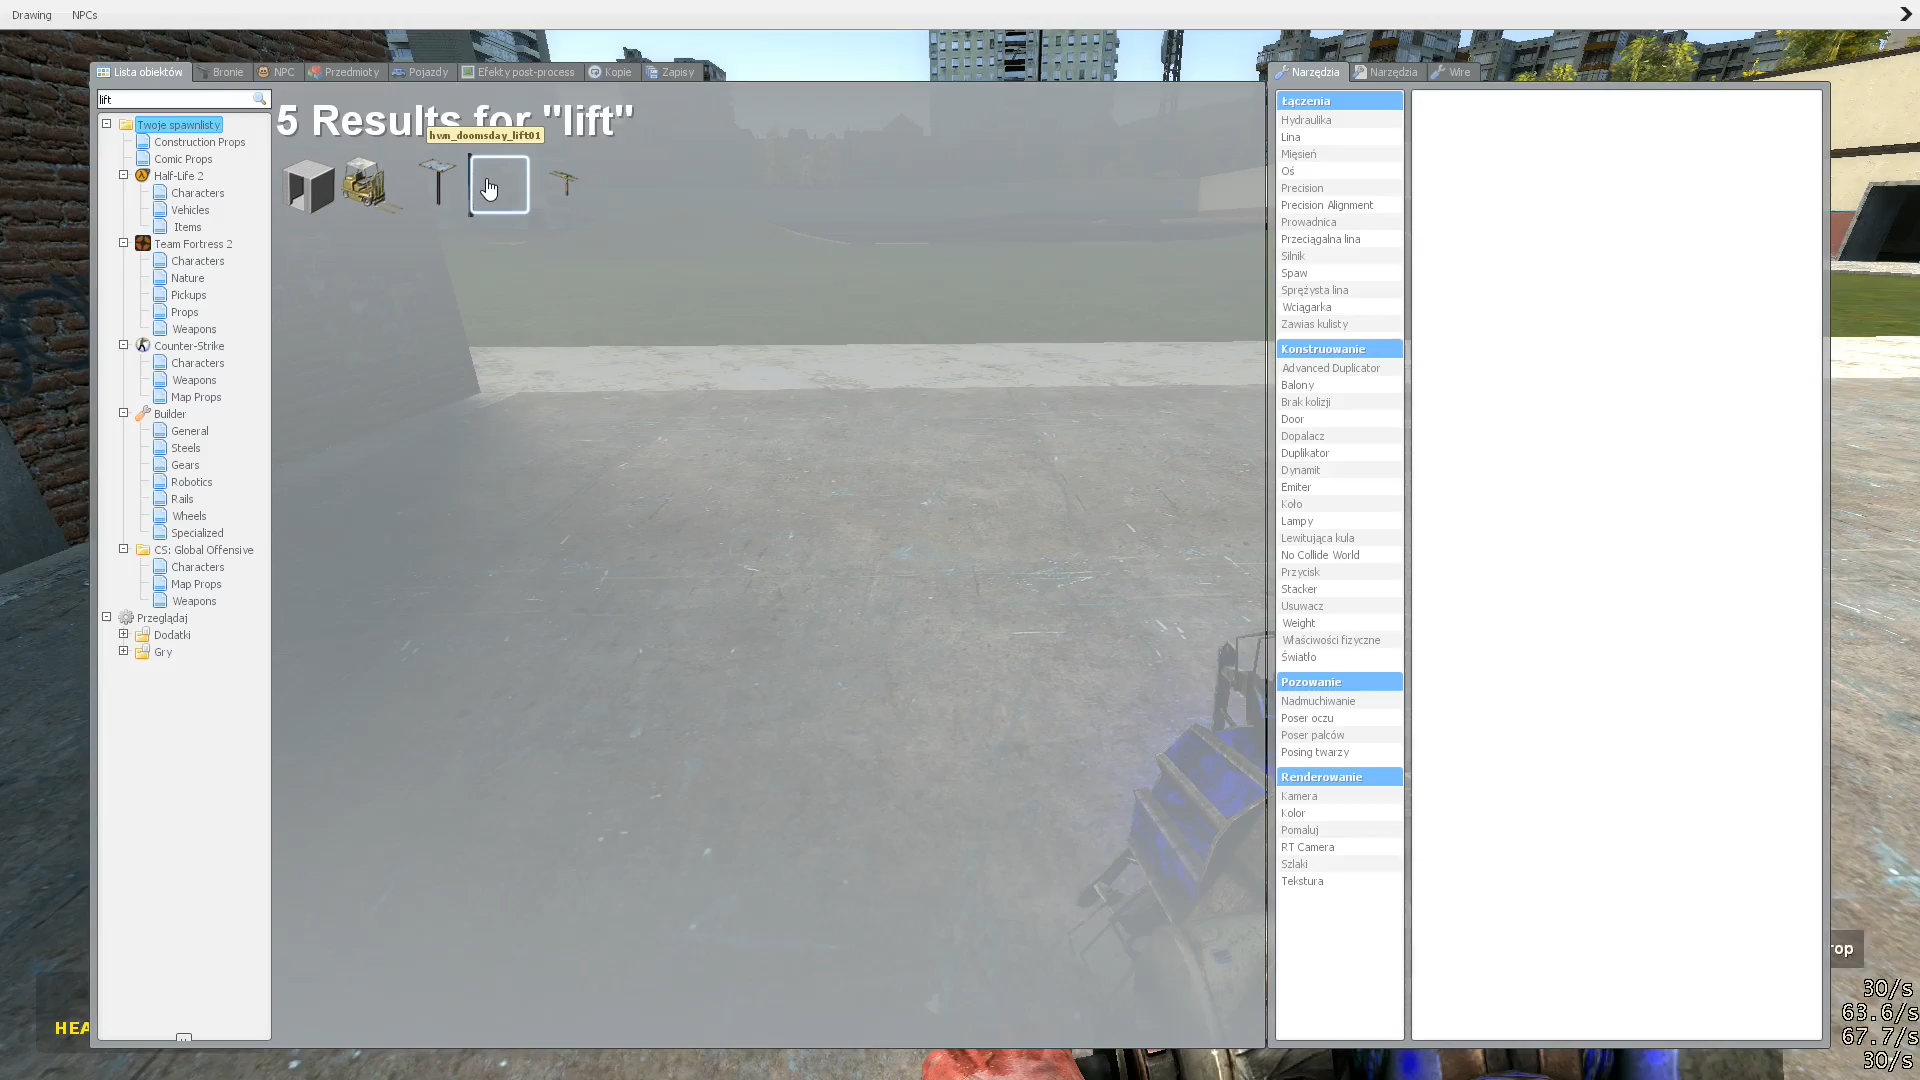 Drawing NPCs
Lista obiektów Bronie NPC Przedmioty Pojazdy Efekty post-process Kopie Zapisy
lift
Twoje spawnlisty
Construction Props
Comic Props
Half-Life 2
Characters
Vehicles
Items
Team Fortress 2
Characters
Nature
Pickups
Props
Weapons
Counter-Strike
Characters
Weapons
Map Props
Builder
General
Steels
Gears
Robotics
Rails
Wheels
Specialized
CS: Global Offensive
Characters
Map Props
Weapons
Przeglądaj
Dodatki
Gry
5 Results for "lift"
hwn_doomsday_lift01
Narzędzia Narzędzia Wire
Łączenia
Hydraulika
Lina
Mięsień
Oś
Precision
Precision Alignment
Prowadnica
Przeciągalna lina
Silnik
Spaw
Sprężysta lina
Wciągarka
Zawias kulisty
Konstruowanie
Advanced Duplicator
Balony
Brak kolizji
Door
Dopalacz
Duplikator
Dynamit
Emiter
Koło
Lampy
Lewitująca kula
No Collide World
Przycisk
Stacker
Usuwacz
Weight
Właściwości fizyczne
Światło
Pozowanie
Nadmuchiwanie
Poser oczu
Poser palców
Posing twarzy
Renderowanie
Kamera
Kolor
Pomaluj
RT Camera
Szlaki
Tekstura
rop
HEA
30/s
63.6/s
67.7/s
30/s